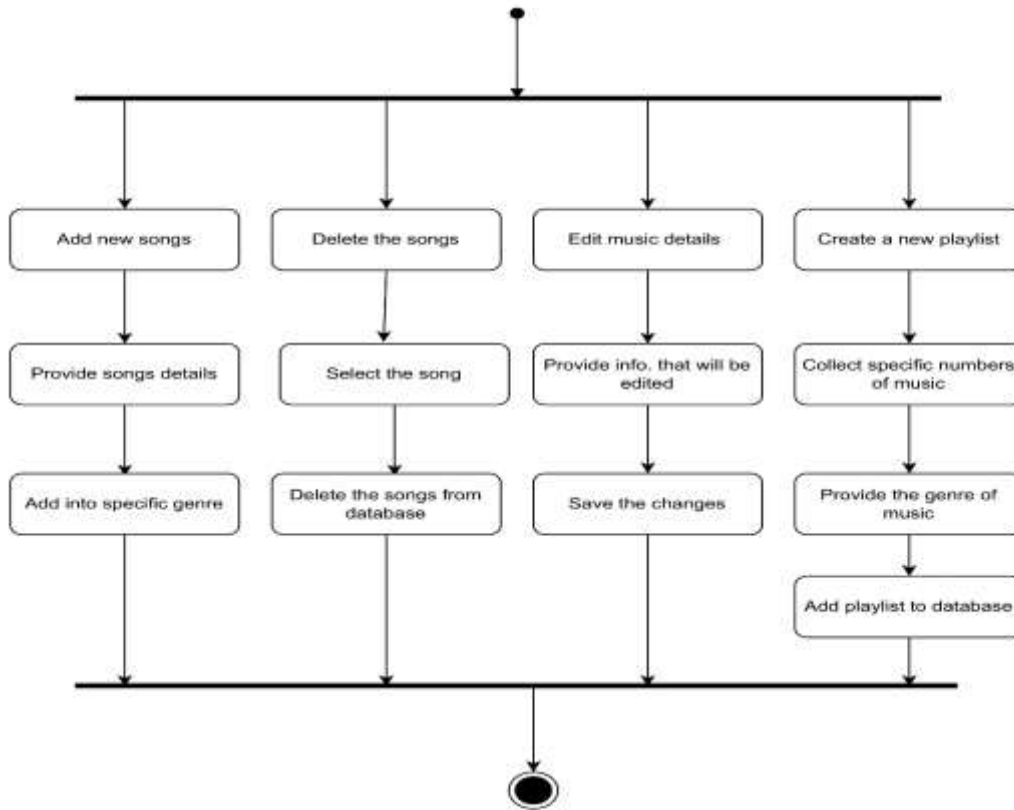 Add new songs
Delete the songs
Edit music details
Create a new playlist
Provide songs details
Select the song
Provide info. that will be
edited
Collect specific numbers
of music
Add into specific genre
Delete the songs from
database
Save the changes
Provide the genre of
music
Add playlist to database